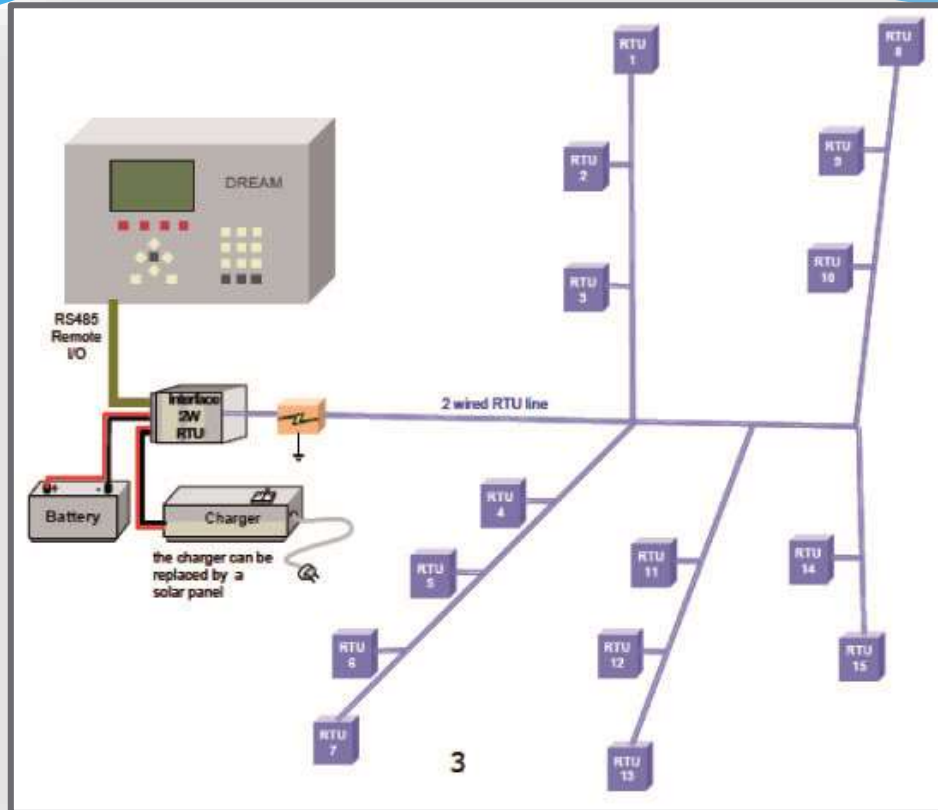 RTU
1
RTU
8
RTU
2
RTU
9
DREAM
RTU
10
RTU
3
RS485
Remote
I/O
Interface
2W
RTU
2 wired RTU line
+
-
Battery
Charger
the charger can be
replaced by a
solar panel
RTU
4
RTU
5
RTU
6
RTU
7
RTU
11
RTU
12
RTU
13
RTU
14
RTU
15
3